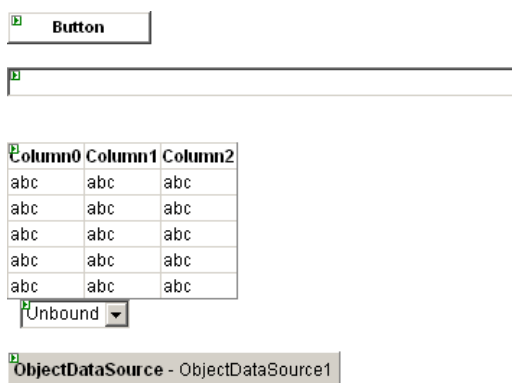 Button
Column0 Column1 Column2
abc abc abc
abc abc abc
abc abc abc
abc abc abc
abc abc abc
Unbound
ObjectDataSource - ObjectDataSource1